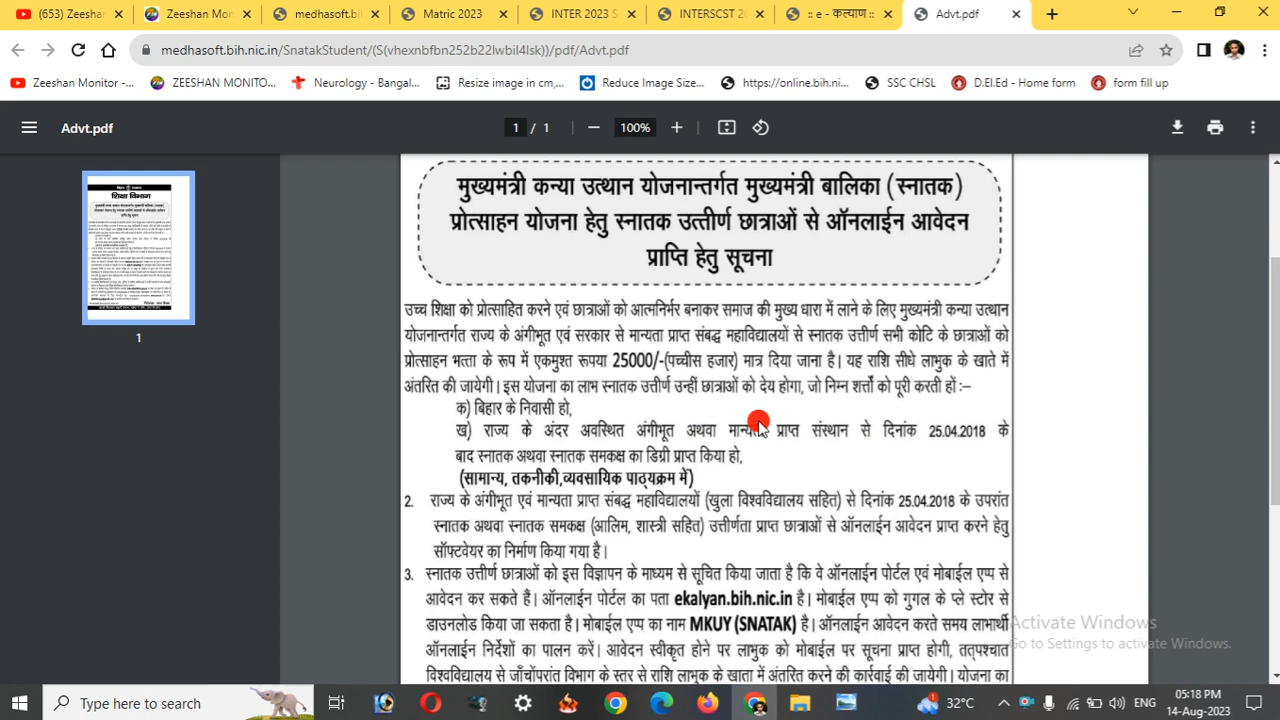 (653) Zeeshan
Zeeshan Mon
medhasoft.bi
Matric 2023
INTER 2023 S
INTERSCST 2
:: e - कल्याण ::
Advt.pdf
medhasoft.bih.nic.in/SnatakStudent/(S(vhexnbfbn252b22lwbil4lsk))/pdf/Advt.pdf
Zeeshan Monitor -...
ZEESHAN MONITO...
Neurology - Bangal...
Resize image in cm,...
Reduce Image Size...
https://online.bih.ni...
SSC CHSL
D.El.Ed - Home form
form fill up
Advt.pdf
1 / 1
100%
1
मुख्यमंत्री कन्या उत्थान योजनान्तर्गत मुख्यमंत्री बालिका (स्नातक)
प्रोत्साहन योजना हेतु स्नातक उत्तीर्ण छात्राओं से ऑनलाईन आवेदन
प्राप्ति हेतु सूचना
उच्च शिक्षा को प्रोत्साहित करने एवं छात्राओं को आत्मनिर्भर बनाकर समाज की मुख्य धारा में लाने के लिए मुख्यमंत्री कन्या उत्थान
योजनान्तर्गत राज्य के अंगीभूत एवं सरकार से मान्यता प्राप्त संबद्ध महाविद्यालयों से स्नातक उत्तीर्ण सभी कोटि के छात्राओं को
प्रोत्साहन भत्ता के रूप में एकमुश्त रूपया 25000/-(पच्चीस हजार) मात्र दिया जाना है। यह राशि सीधे लाभुक के खाते में
अंतरित की जायेगी। इस योजना का लाभ स्नातक उत्तीर्ण उन्हीं छात्राओं को देय होगा, जो निम्न शर्त्तों को पूरी करती हों :–
क) बिहार के निवासी हो,
ख) राज्य के अंदर अवस्थित अंगीभूत अथवा मान्यता प्राप्त संस्थान से दिनांक 25.04.2018 के
बाद स्नातक अथवा स्नातक समकक्ष का डिग्री प्राप्त किया हो,
(सामान्य, तकनीकी,व्यवसायिक पाठ्यक्रम में)
2. राज्य के अंगीभूत एवं मान्यता प्राप्त संबद्ध महाविद्यालयों (खुला विश्वविद्यालय सहित) से दिनांक 25.04.2018 के उपरांत
स्नातक अथवा स्नातक समकक्ष (आलिम, शास्त्री सहित) उत्तीर्णता प्राप्त छात्राओं से ऑनलाईन आवेदन प्राप्त करने हेतु
सॉफ्टवेयर का निर्माण किया गया है।
3. स्नातक उत्तीर्ण छात्राओं को इस विज्ञापन के माध्यम से सूचित किया जाता है कि वे ऑनलाईन पोर्टल एवं मोबाईल एप्प से
आवेदन कर सकते हैं। ऑनलाईन पोर्टल का पता ekalyan.bih.nic.in है। मोबाईल एप्प को गुगल के प्ले स्टोर से
डाउनलोड किया जा सकता है। मोबाईल एप्प का नाम MKUY (SNATAK) है। ऑनलाईन आवेदन करते समय लाभार्थी
ऑनलाईन निर्देशों का पालन करें। आवेदन स्वीकृत होने पर लाभुक को मोबाईल पर सूचना प्राप्त होगी, तत्पश्चात
विश्वविद्यालय से जाँचोंपरांत विभाग के स्तर से राशि लाभुक के खाता में अंतरित करने की कार्रवाई की जायेगी। योजना का
Activate Windows
Go to Settings to activate Windows.
Type here to search
32°C
ENG
05:18 PM
14-Aug-2023